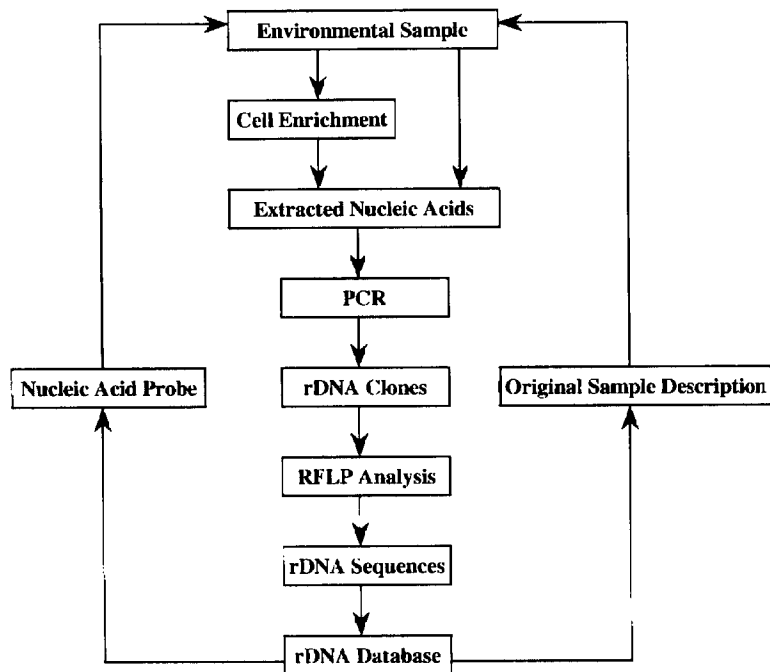 Environmental Sample
Cell Enrichment
Extracted Nucleic Acids
PCR
Nucleic Acid Probe
rDNA Clones
Original Sample Description
RFLP Analysis
rDNA Sequences
rDNA Database